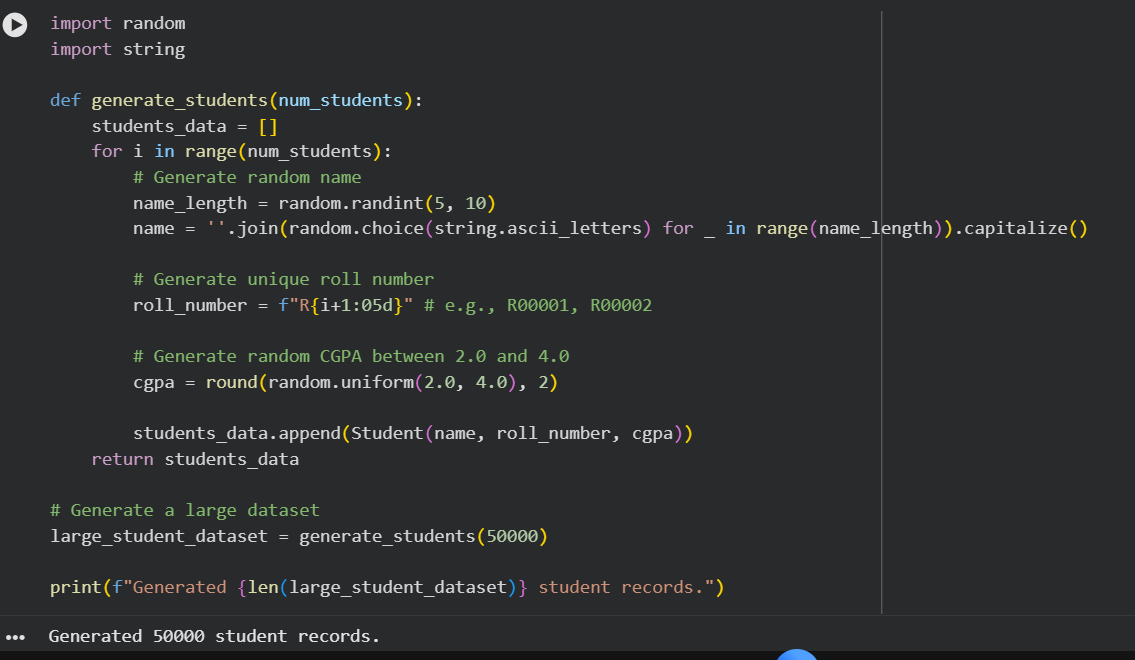 import random
import string
def generate_students(num_students):
    students_data = []
    for i in range(num_students):
        # Generate random name
        name_length = random.randint(5, 10)
        name = ''.join(random.choice(string.ascii_letters) for _ in range(name_length)).capitalize()
        # Generate unique roll number
        roll_number = f"R{i+1:05d}" # e.g., R00001, R00002
        # Generate random CGPA between 2.0 and 4.0
        cgpa = round(random.uniform(2.0, 4.0), 2)
        students_data.append(Student(name, roll_number, cgpa))
    return students_data
# Generate a large dataset
large_student_dataset = generate_students(50000)
print(f"Generated {len(large_student_dataset)} student records.")
Generated 50000 student records.